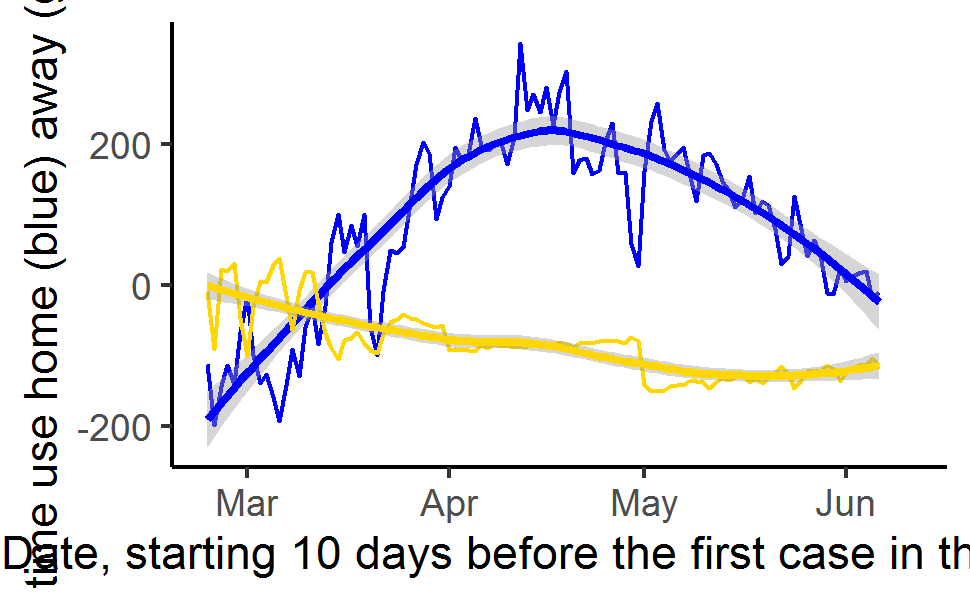 time use home (blue) away (
200
0
-200
Mar Apr May Jun
Date, starting 10 days before the first case in th